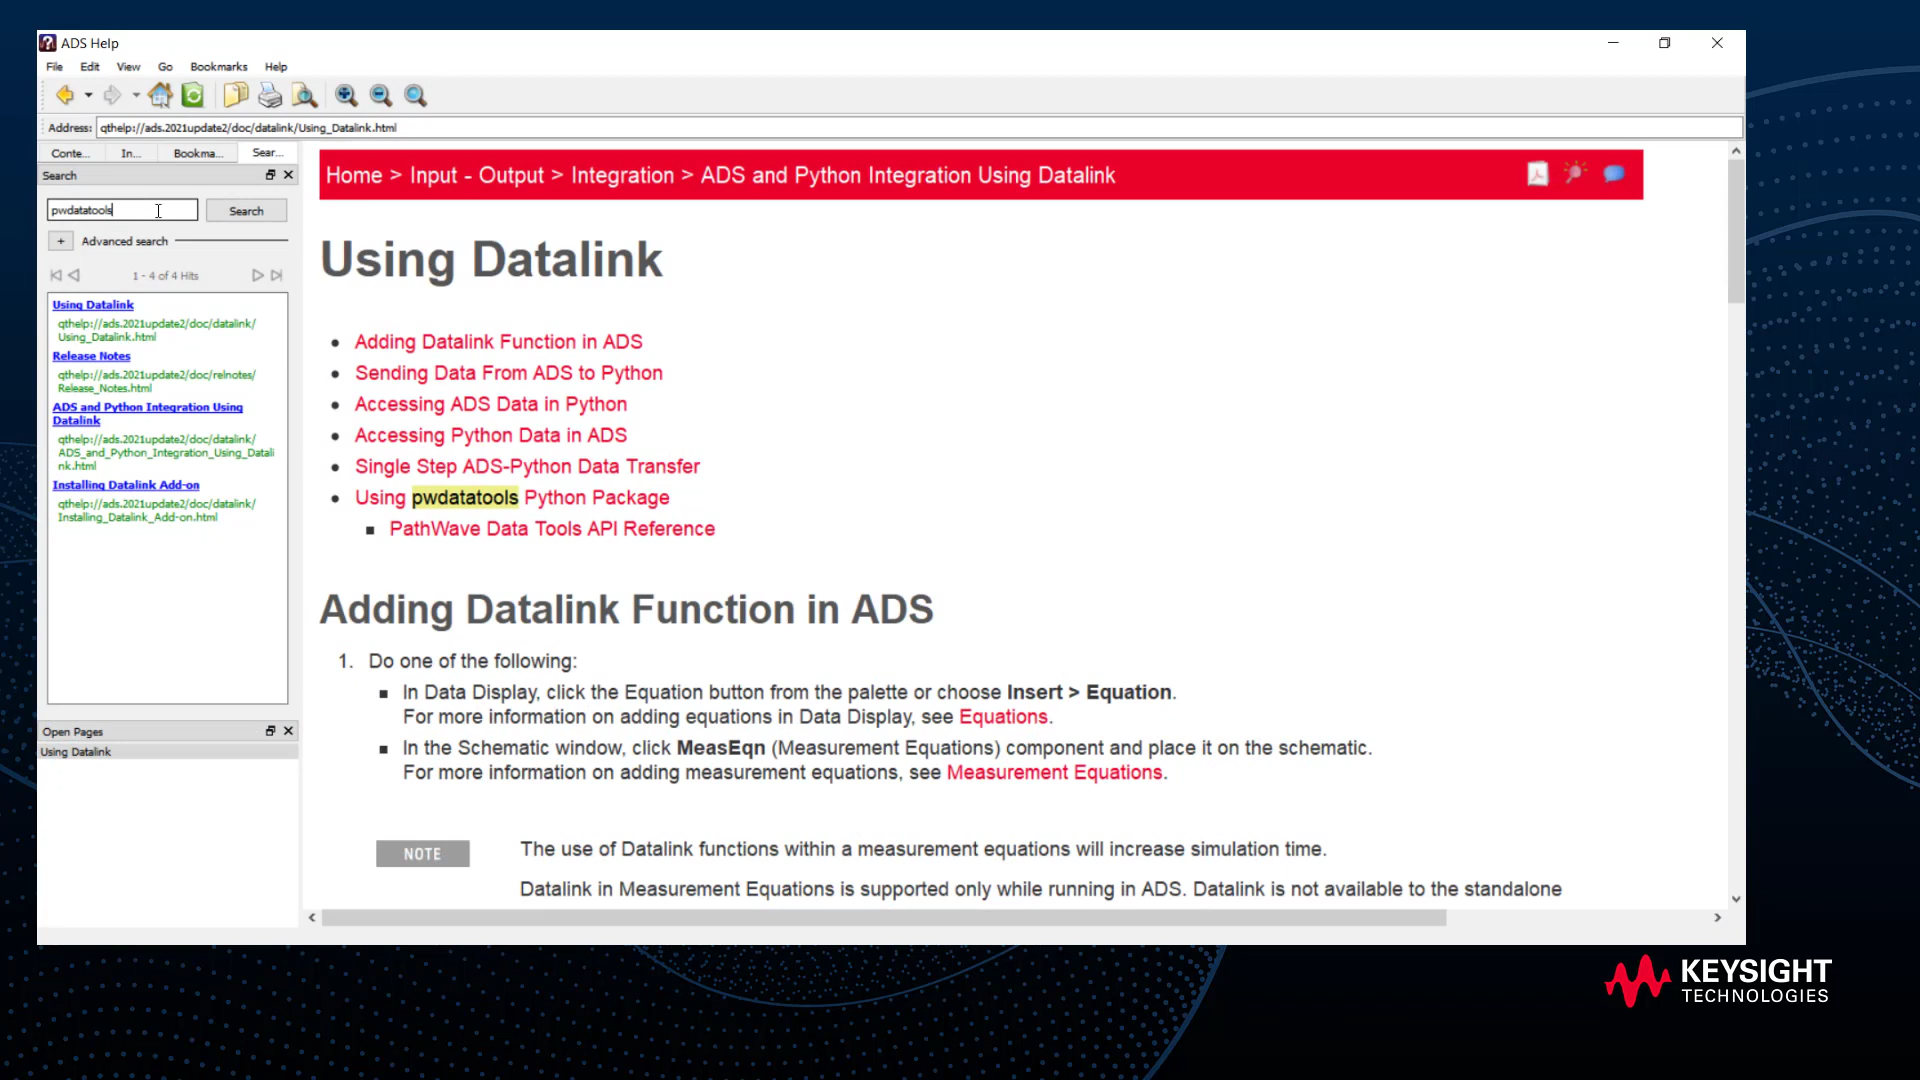 ADS Help
File Edit View Go Bookmarks Help
Address: qthelp://ads.2021update2/doc/datalink/Using_Datalink.html
Conte... In... Bookma... Sear...
Search
pwdatatools Search
+ Advanced search
1 - 4 of 4 Hits
Using Datalink
qthelp://ads.2021update2/doc/datalink/
Using_Datalink.html
Release Notes
qthelp://ads.2021update2/doc/relnotes/
Release_Notes.html
ADS and Python Integration Using
Datalink
qthelp://ads.2021update2/doc/datalink/
ADS_and_Python_Integration_Using_Datali
nk.html
Installing Datalink Add-on
qthelp://ads.2021update2/doc/datalink/
Installing_Datalink_Add-on.html
Open Pages
Using Datalink
Home > Input - Output > Integration > ADS and Python Integration Using Datalink
Using Datalink
Adding Datalink Function in ADS
Sending Data From ADS to Python
Accessing ADS Data in Python
Accessing Python Data in ADS
Single Step ADS-Python Data Transfer
Using pwdatatools Python Package
PathWave Data Tools API Reference
Adding Datalink Function in ADS
1. Do one of the following:
In Data Display, click the Equation button from the palette or choose Insert > Equation.
For more information on adding equations in Data Display, see Equations.
In the Schematic window, click MeasEqn (Measurement Equations) component and place it on the schematic.
For more information on adding measurement equations, see Measurement Equations.
NOTE The use of Datalink functions within a measurement equations will increase simulation time.
Datalink in Measurement Equations is supported only while running in ADS. Datalink is not available to the standalone
KEYSIGHT
TECHNOLOGIES